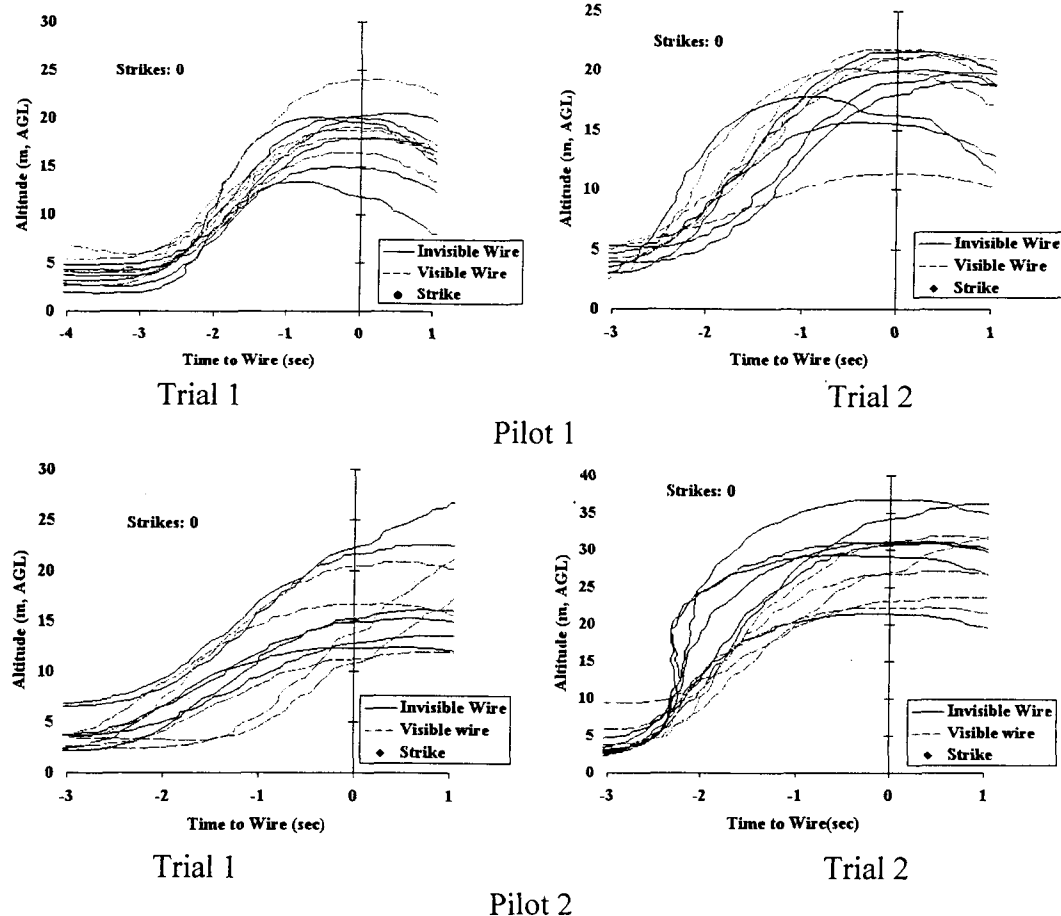 30
25
20
15
10
5
0
Altitude (m, AGL)
Strikes: 0
Invisible Wire
Visible Wire
Strike
-4
-3
-2
-1
0
1
Time to Wire (sec)
Trial 1
25
20
15
10
5
0
Altitude (m, AGL)
Strikes: 0
Invisible Wire
Visible Wire
Strike
-3
-2
-1
0
1
Time to Wire (sec)
Trial 2
Pilot 1
30
25
20
15
10
5
0
Altitude (m, AGL)
Strikes: 0
Invisible Wire
Visible wire
Strike
-3
-2
-1
0
1
Time to Wire (sec)
Trial 1
40
35
30
25
20
15
10
5
0
Altitude (m, AGL)
Strikes: 0
Invisible Wire
Visible wire
Strike
-3
-2
-1
0
1
Time to Wire(sec)
Trial 2
Pilot 2